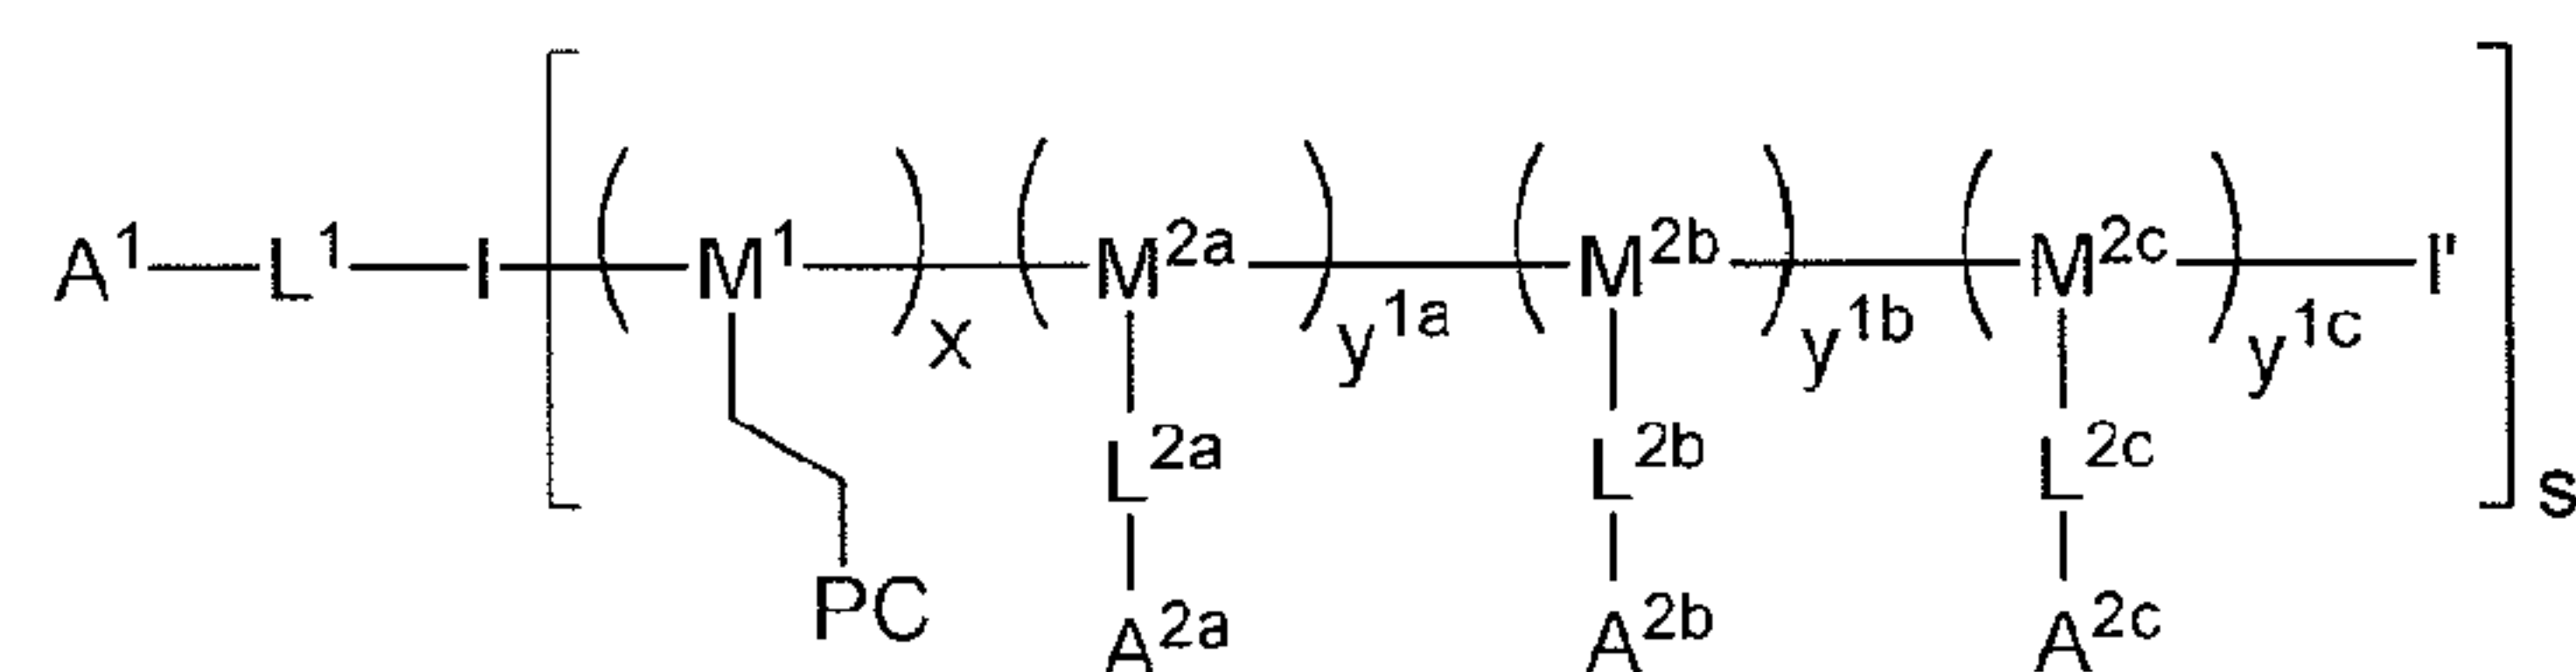 A¹—L¹—I—[(M¹)x(M²ᵃ)y¹ᵃ(M²ᵇ)y¹ᵇ(M²ᶜ)y¹ᶜ—I']s
L²ᵃ L²ᵇ L²ᶜ
PC A²ᵃ A²ᵇ A²ᶜ